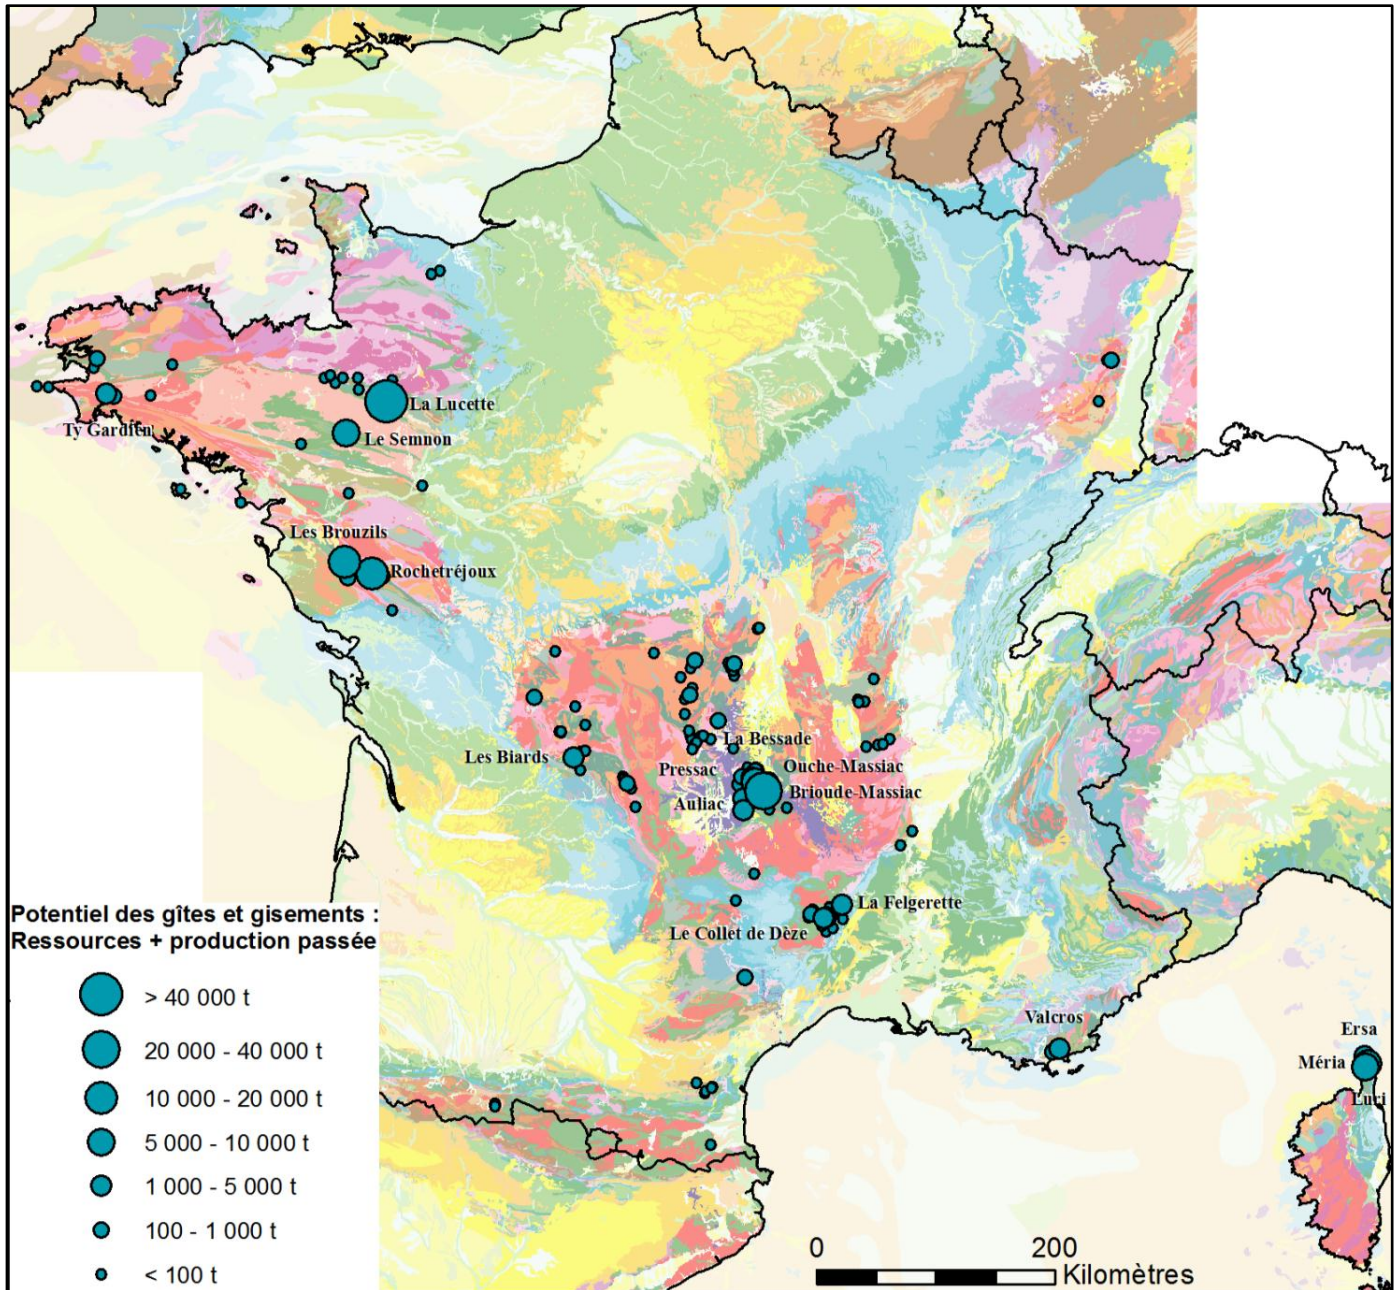 La Lucette
Ty Gardien
Le Semnon
Les Brouzils
Rochetréjoux
La Bessade
Les Biards
Pressac
Ouche-Massiac
Brioude-Massiac
Auliac
La Felgerette
Le Collet de Dèze
Valcros
Ersa
Méria
Luri
Potentiel des gîtes et gisements :
Ressources + production passée
> 40 000 t
20 000 - 40 000 t
10 000 - 20 000 t
5 000 - 10 000 t
1 000 - 5 000 t
100 - 1 000 t
< 100 t
0 200
Kilomètres